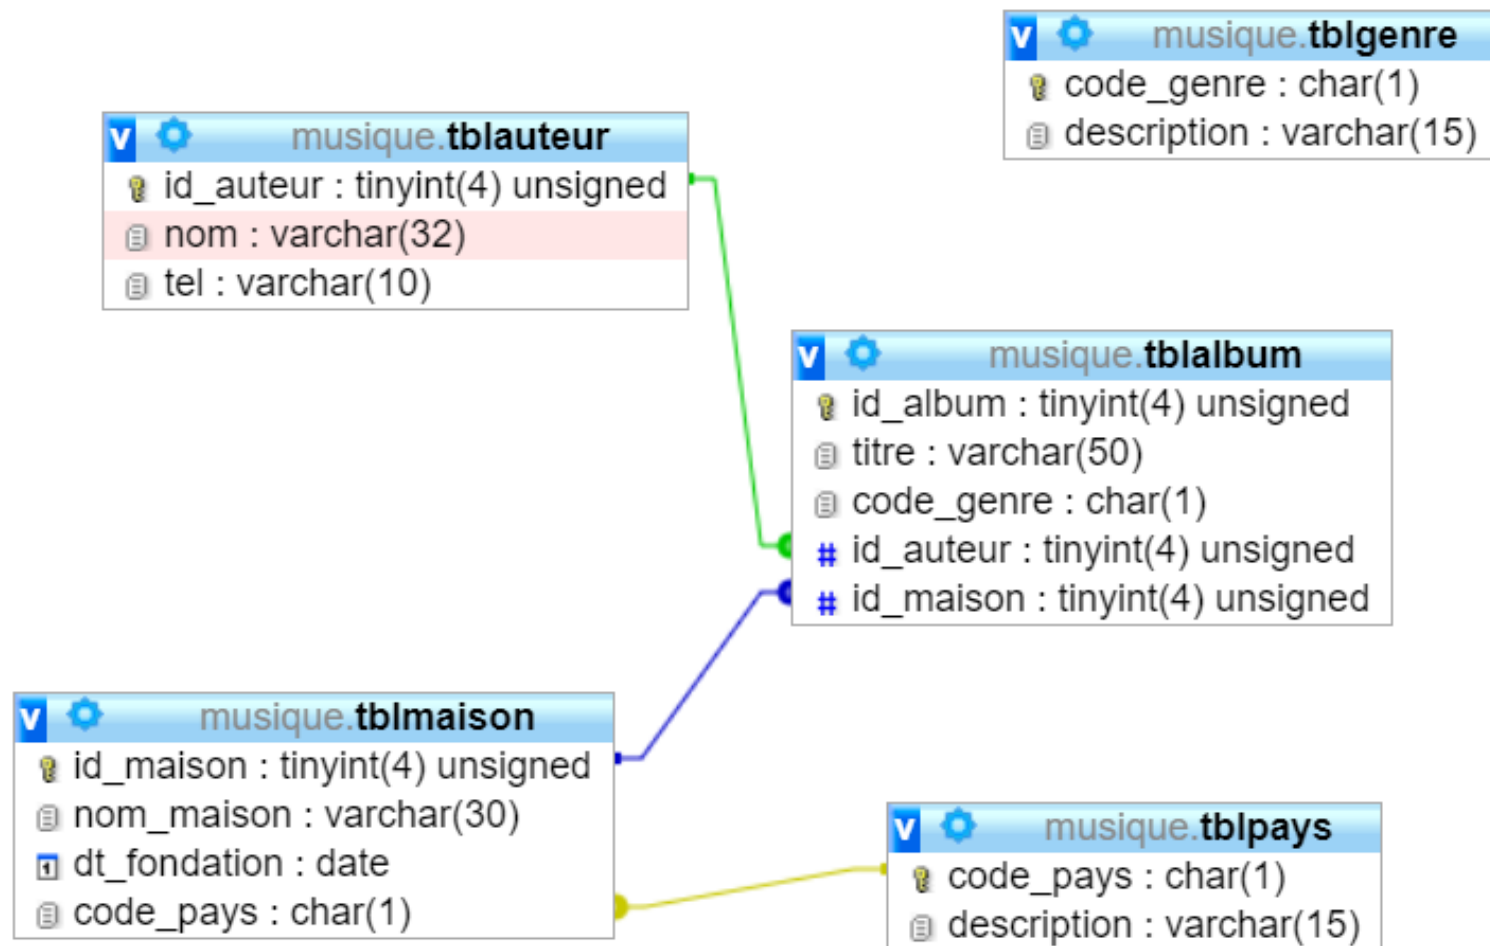 musique.tblgenre
code_genre : char(1)
description : varchar(15)
musique.tblauteur
id_auteur : tinyint(4) unsigned
nom : varchar(32)
tel : varchar(10)
musique.tblalbum
id_album : tinyint(4) unsigned
titre : varchar(50)
code_genre : char(1)
# id_auteur : tinyint(4) unsigned
# id_maison : tinyint(4) unsigned
musique.tblmaison
id_maison : tinyint(4) unsigned
nom_maison : varchar(30)
dt_fondation : date
code_pays : char(1)
musique.tblpays
code_pays : char(1)
description : varchar(15)